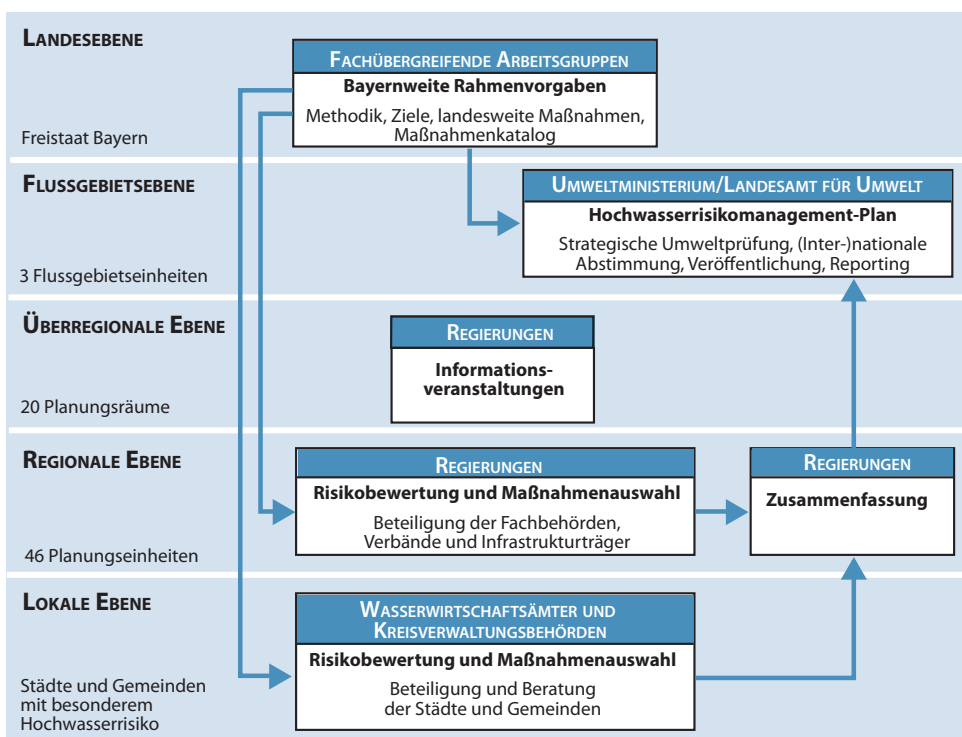 LANDESEBENE
FACHÜBERGREIFENDE ARBEITSGRUPPEN
Bayernweite Rahmenvorgaben
Methodik, Ziele, landesweite Maßnahmen,
Maßnahmenkatalog
Freistaat Bayern
FLUSSGEBIETSEBENE
UMWELTMINISTERIUM/LANDESAMT FÜR UMWELT
Hochwasserrisikomanagement-Plan
Strategische Umweltprüfung, (Inter-)nationale
Abstimmung, Veröffentlichung, Reporting
3 Flussgebietseinheiten
ÜBERREGIONALE EBENE
REGIERUNGEN
Informations-
veranstaltungen
20 Planungsräume
REGIONALE EBENE
REGIERUNGEN
Risikobewertung und Maßnahmenauswahl
Beteiligung der Fachbehörden,
Verbände und Infrastrukturträger
REGIERUNGEN
Zusammenfassung
46 Planungseinheiten
LOKALE EBENE
WASSERWIRTSCHAFTSÄMTER UND
KREISVERWALTUNGSBEHÖRDEN
Risikobewertung und Maßnahmenauswahl
Beteiligung und Beratung
der Städte und Gemeinden
Städte und Gemeinden
mit besonderem
Hochwasserrisiko